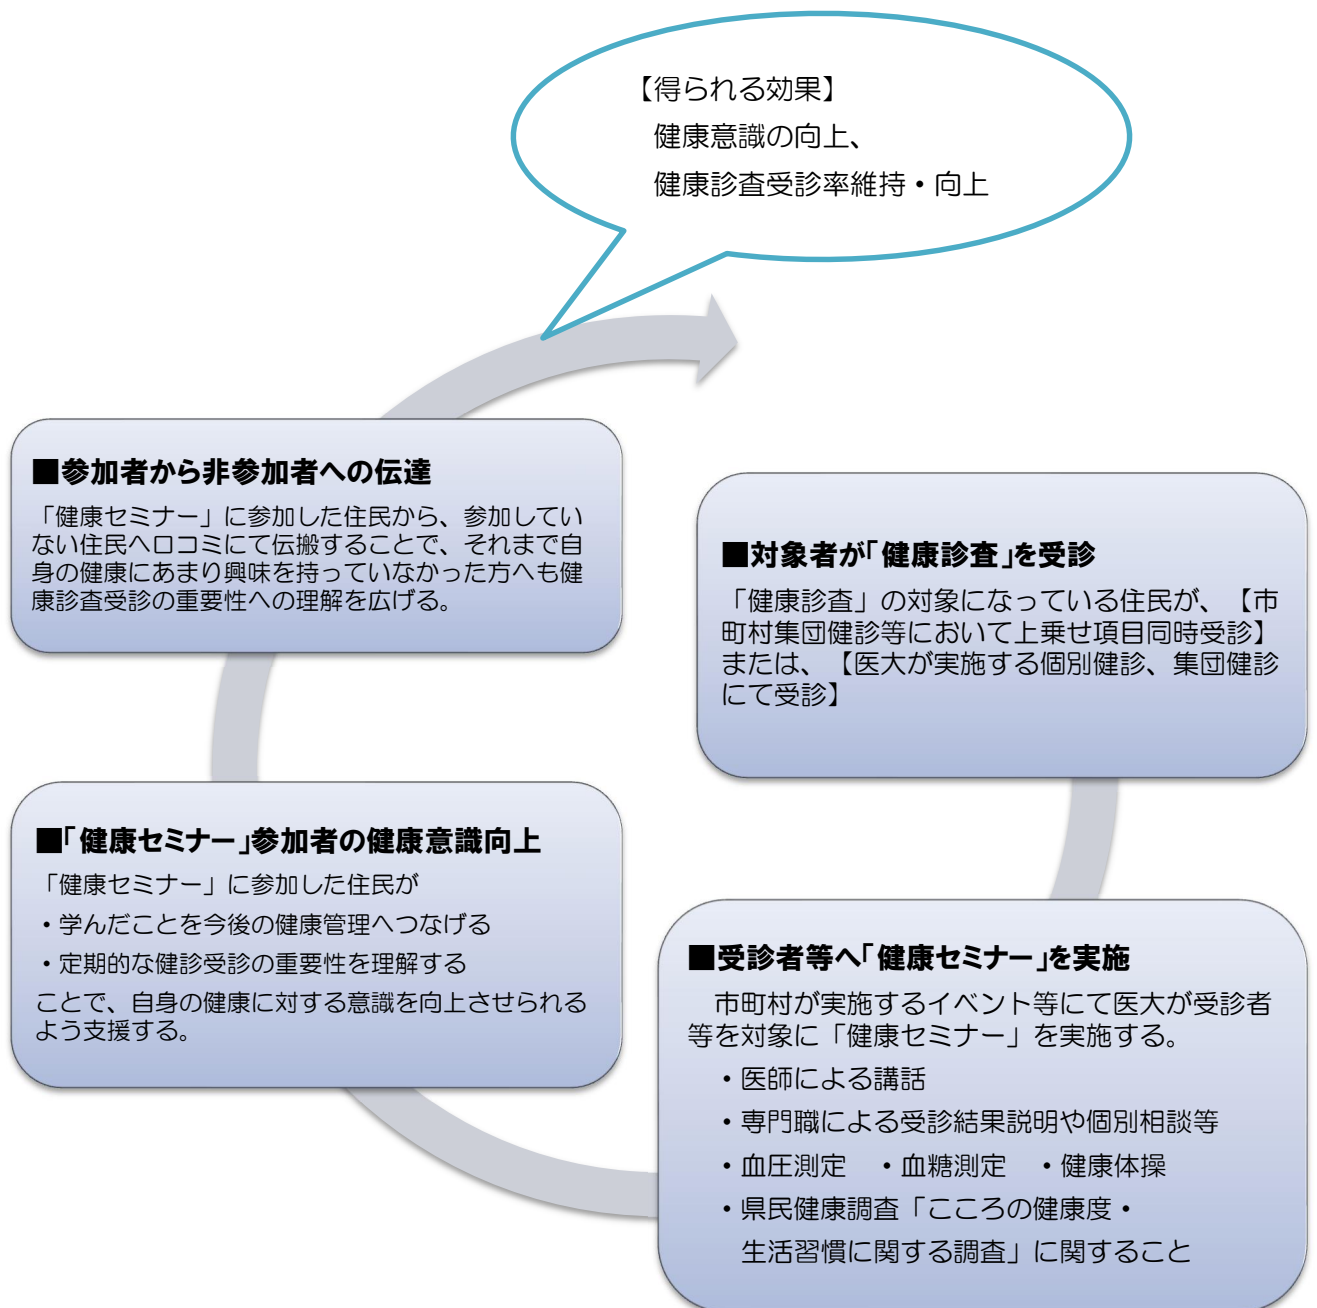 【得られる効果】
健康意識の向上、
健康診査受診率維持・向上
■参加者から非参加者への伝達
「健康セミナー」に参加した住民から、参加してい
ない住民へ口コミにて伝搬することで、それまで自
身の健康にあまり興味を持っていなかった方へも健
康診査受診の重要性への理解を広げる。
■対象者が「健康診査」を受診
「健康診査」の対象になっている住民が、【市
町村集団健診等において上乗せ項目同時受診】
または、【医大が実施する個別健診、集団健診
にて受診】
■「健康セミナー」参加者の健康意識向上
「健康セミナー」に参加した住民が
・学んだことを今後の健康管理へつなげる
・定期的な健診受診の重要性を理解する
ことで、自身の健康に対する意識を向上させられる
よう支援する。
■受診者等へ「健康セミナー」を実施
市町村が実施するイベント等にて医大が受診者
等を対象に「健康セミナー」を実施する。
・医師による講話
・専門職による受診結果説明や個別相談等
・血圧測定　・血糖測定　・健康体操
・県民健康調査「こころの健康度・
生活習慣に関する調査」に関すること